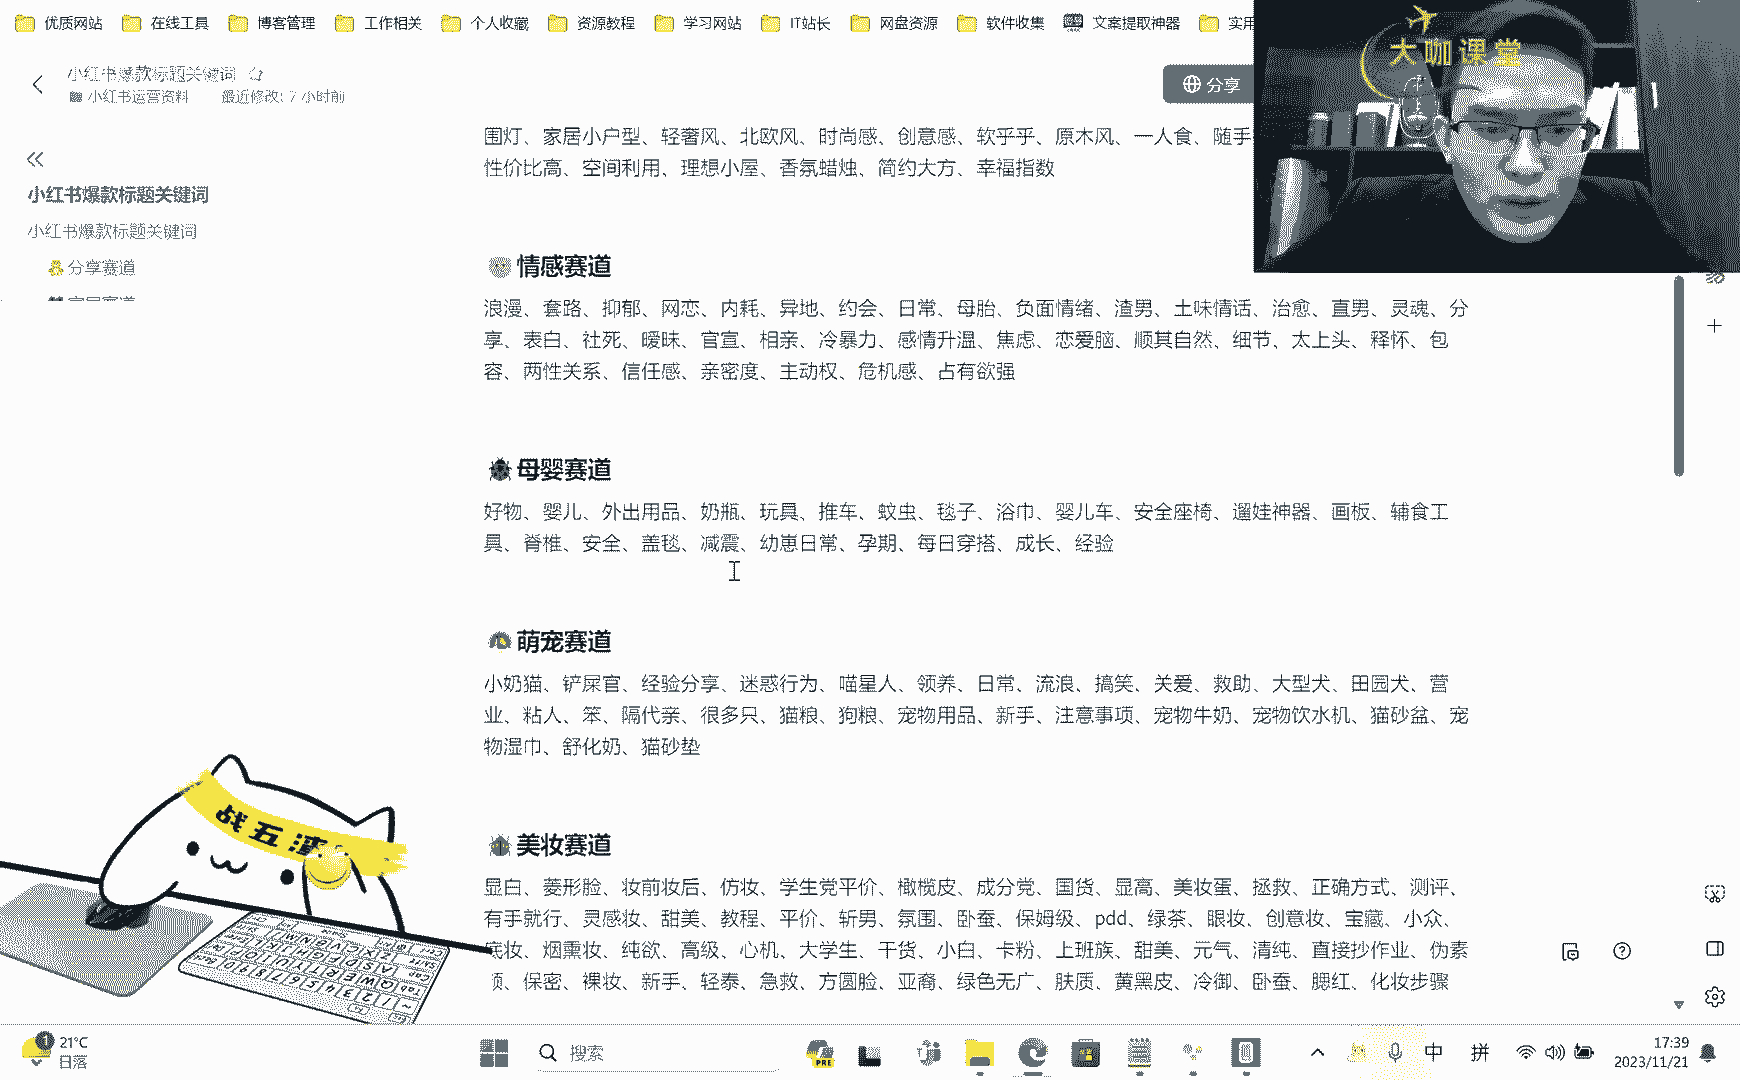 优质网站 在线工具 博客管理 工作相关 个人收藏 资源教程 学习网站 IT站长 网盘资源 软件收集 文案提取神器 实用
大咖课堂
小红书爆款标题关键词
小红书运营资料 最近修改: 7 小时前
分享
小红书爆款标题关键词
小红书爆款标题关键词
分享赛道
围灯、家居小户型、轻奢风、北欧风、时尚感、创意感、软乎乎、原木风、一人食、随手
性价比高、空间利用、理想小屋、香氛蜡烛、简约大方、幸福指数
情感赛道
浪漫、套路、抑郁、网恋、内耗、异地、约会、日常、母胎、负面情绪、渣男、土味情话、治愈、直男、灵魂、分
享、表白、社死、暧昧、官宣、相亲、冷暴力、感情升温、焦虑、恋爱脑、顺其自然、细节、太上头、释怀、包
容、两性关系、信任感、亲密度、主动权、危机感、占有欲强
母婴赛道
好物、婴儿、外出用品、奶瓶、玩具、推车、蚊虫、毯子、浴巾、婴儿车、安全座椅、遛娃神器、画板、辅食工
具、脊椎、安全、盖毯、减震、幼崽日常、孕期、每日穿搭、成长、经验
萌宠赛道
小奶猫、铲屎官、经验分享、迷惑行为、喵星人、领养、日常、流浪、搞笑、关爱、救助、大型犬、田园犬、营
业、粘人、笨、隔代亲、很多只、猫粮、狗粮、宠物用品、新手、注意事项、宠物牛奶、宠物饮水机、猫砂盆、宠
物湿巾、舒化奶、猫砂垫
美妆赛道
显白、菱形脸、妆前妆后、仿妆、学生党平价、橄榄皮、成分党、国货、显高、美妆蛋、拯救、正确方式、测评、
有手就行、灵感妆、甜美、教程、平价、斩男、氛围、卧蚕、保姆级、pdd、绿茶、眼妆、创意妆、宝藏、小众、
底妆、烟熏妆、纯欲、高级、心机、大学生、干货、小白、卡粉、上班族、甜美、元气、清纯、直接抄作业、伪素
颜、保密、裸妆、新手、轻泰、急救、方圆脸、亚裔、绿色无广、肤质、黄黑皮、冷御、卧蚕、腮红、化妆步骤
战五渣
21°C
日落
搜索
PRE
中 拼
17:39
2023/11/21